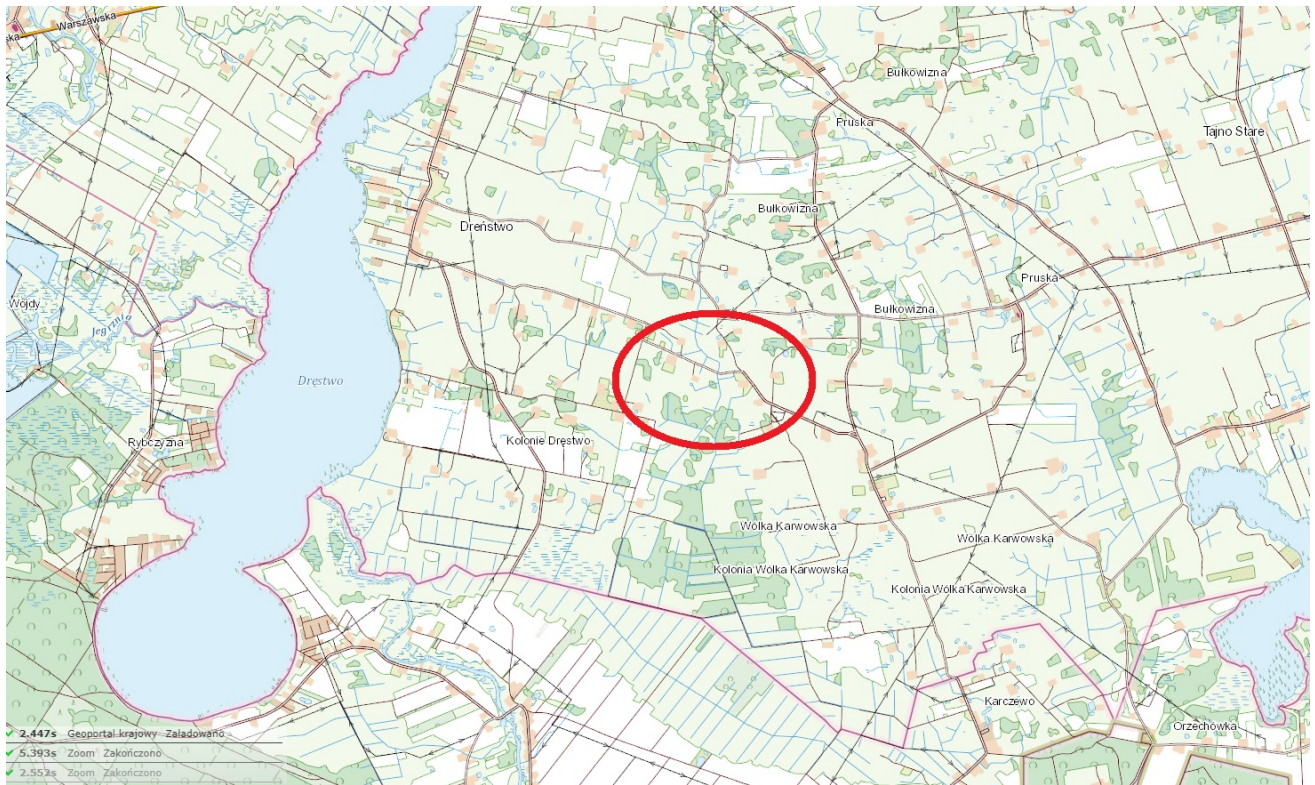 Warszawska
ska
Bułkowizna
Pruska
Tajno Stare
Bułkowizna
Dreństwo
Pruska
Wojdy
Jegrznia
Bułkowizna
Dręstwo
Rybczyzna
Kolonie Dręstwo
Wólka Karwowska
Wólka Karwowska
Kolonia Wólka Karwowska
Kolonia Wólka Karwowska
Karczewo
Orzechówka
2.447s Geoportal krajowy Załadowano
5.393s Zoom Zakończono
2.552s Zoom Zakończono